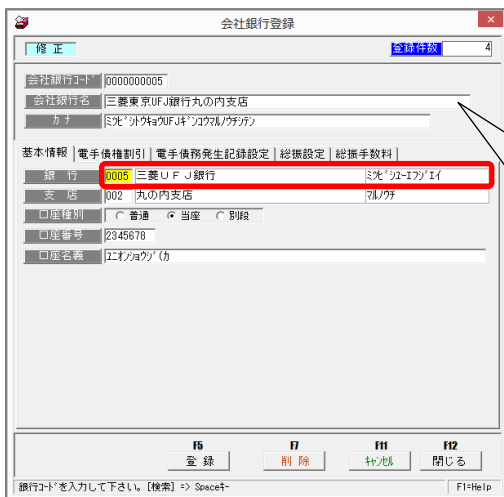 会社銀行登録
修 正
登録件数 4
会社銀行コード 0000000005
会社銀行名 三菱東京UFJ銀行丸の内支店
カナ ﾐﾂﾋﾞｼﾄｳｷｮｳUFJｷﾞﾝｺｳﾏﾙﾉｳﾁｼﾃﾝ
基本情報 電手債権割引 電手債務発生記録設定 総振設定 総振手数料
銀 行 0005 三菱ＵＦＪ銀行 ﾐﾂﾋﾞｼﾕｰｴﾌｼﾞｴｲ
支 店 002 丸の内支店 ﾏﾙﾉｳﾁ
口座種別 普通 当座 別段
口座番号 2345678
口座名義 ﾕﾆｵﾝｼｮｳｼﾞ(ｶ
F5 F7 F11 F12
登 録 削 除 ｷｬﾝｾﾙ 閉じる
銀行ｺｰﾄﾞを入力して下さい。[検索] => Spaceｷｰ F1=Help